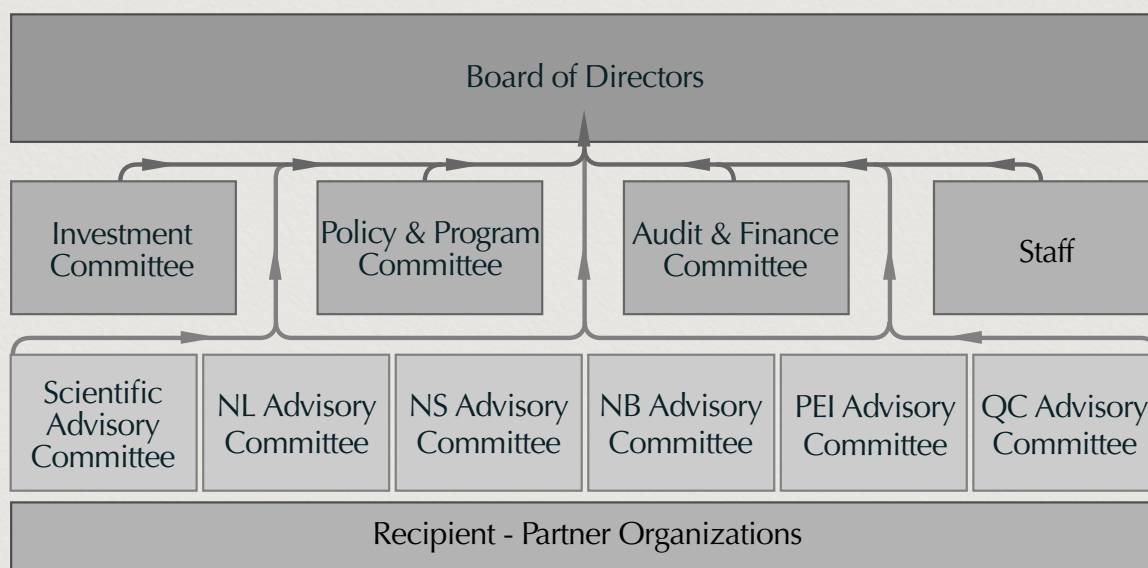 Board of Directors
Investment
Committee
Policy & Program
Committee
Audit & Finance
Committee
Staff
Scientific
Advisory
Committee
NL Advisory
Committee
NS Advisory
Committee
NB Advisory
Committee
PEI Advisory
Committee
QC Advisory
Committee
Recipient - Partner Organizations